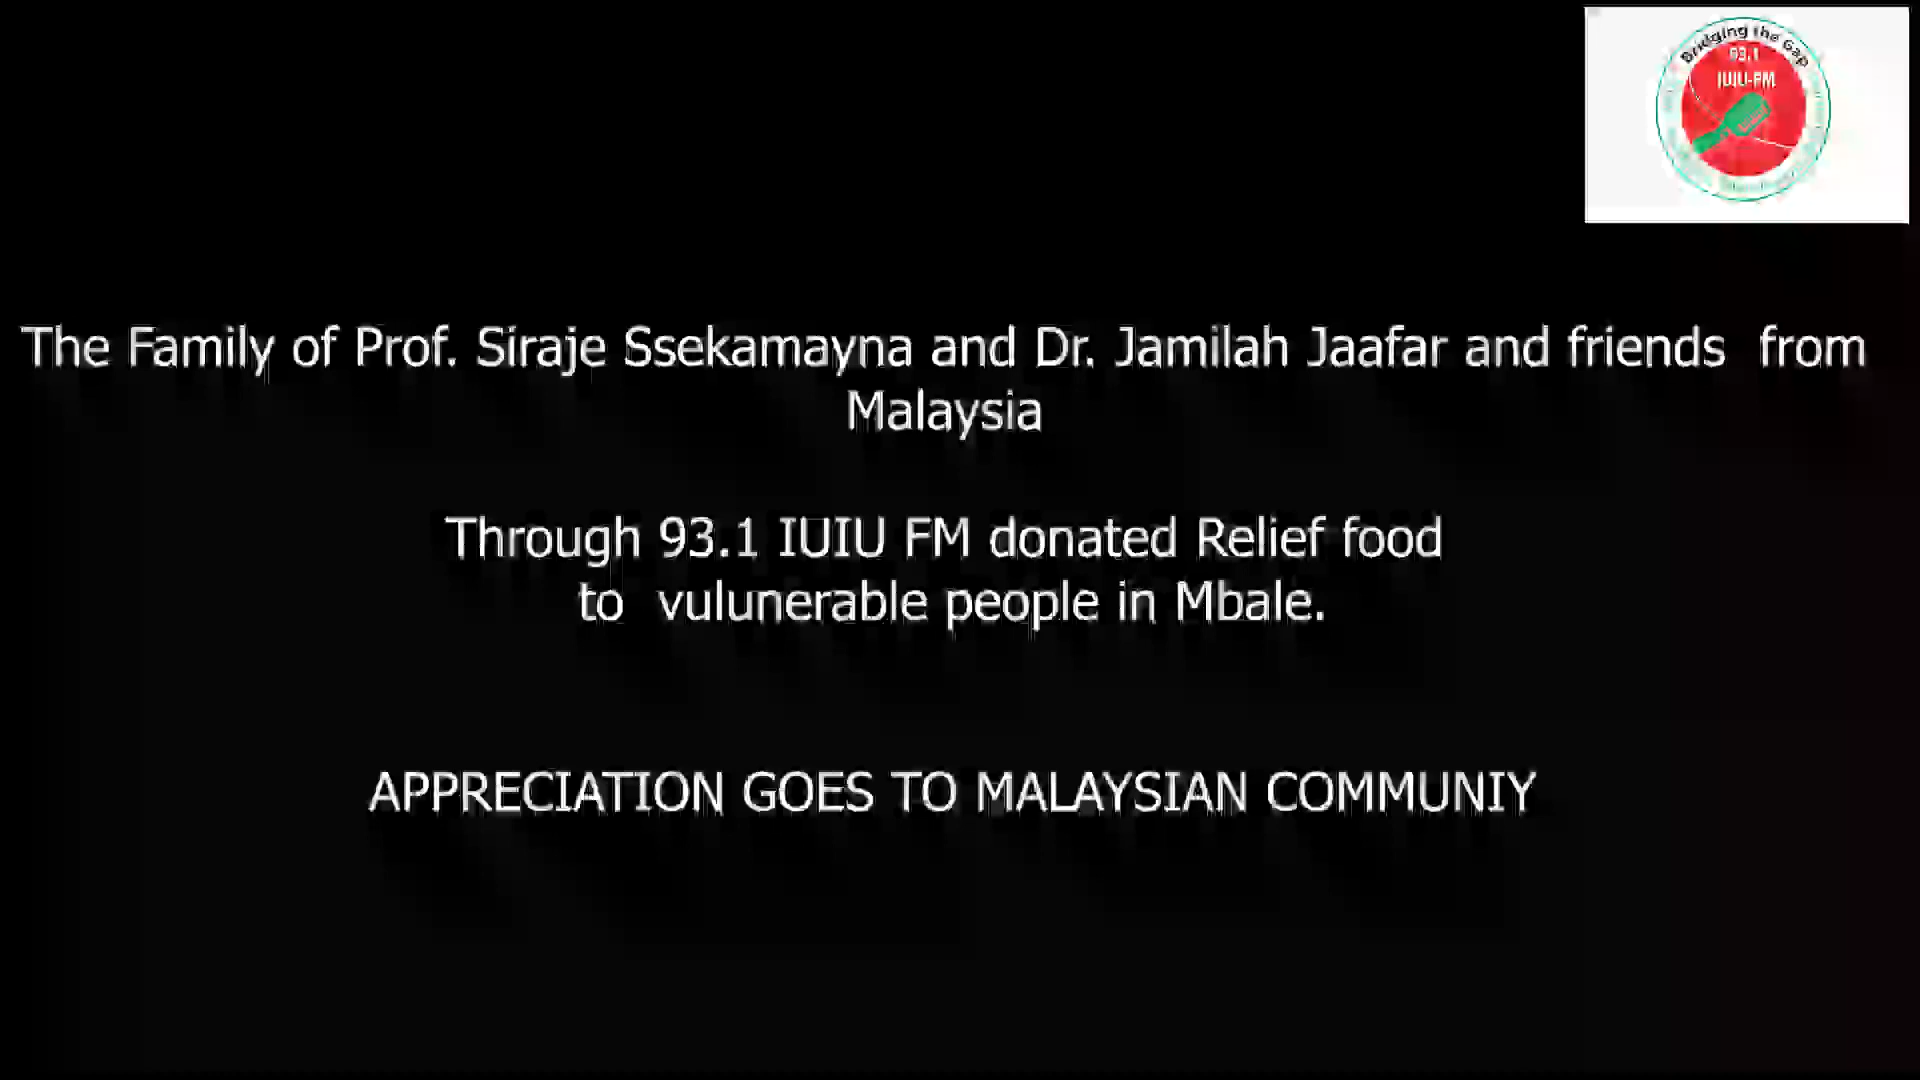 Bridging the Gap
93.1
IUIU-FM
The Family of Prof. Siraje Ssekamayna and Dr. Jamilah Jaafar and friends  from
Malaysia
Through 93.1 IUIU FM donated Relief food
to  vulunerable people in Mbale.
APPRECIATION GOES TO MALAYSIAN COMMUNIY